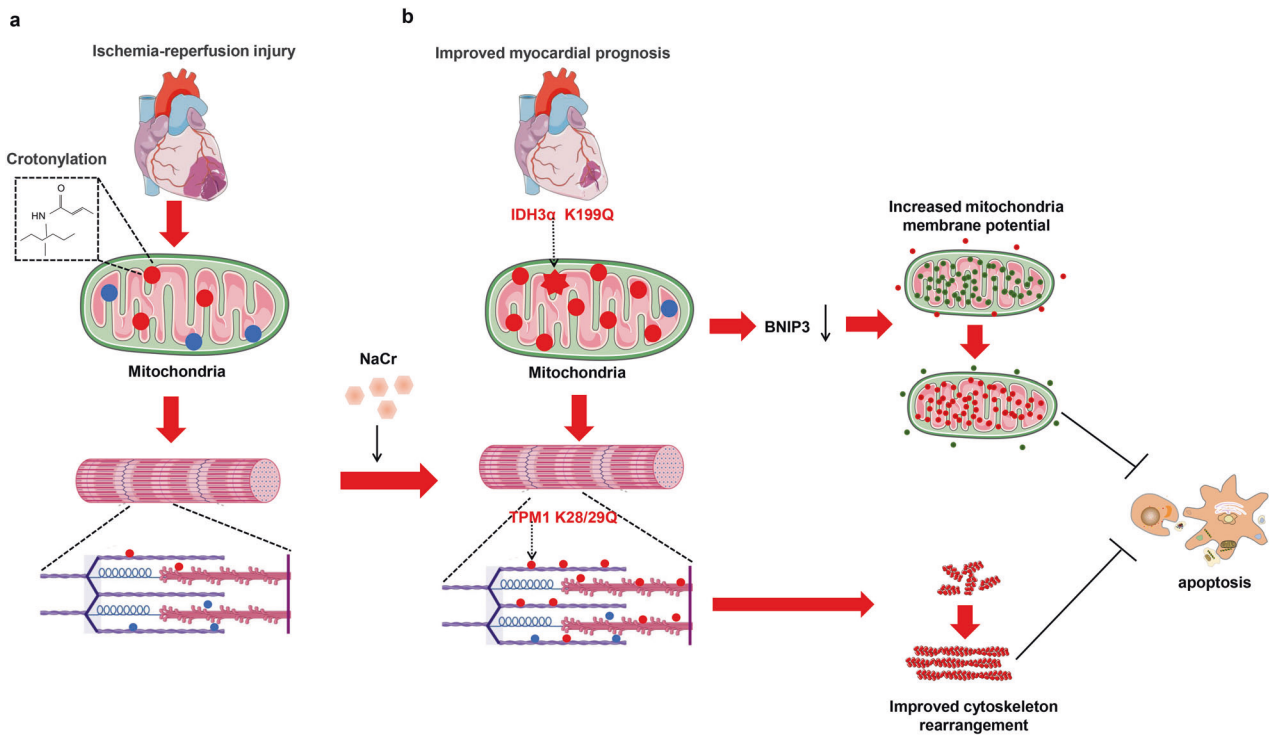 a
Ischemia-reperfusion injury
Crotonylation
O
HN
Mitochondria
NaCr
b
Improved myocardial prognosis
IDH3α K199Q
Mitochondria
BNIP3
Increased mitochondria
membrane potential
TPM1 K28/29Q
apoptosis
Improved cytoskeleton
rearrangement